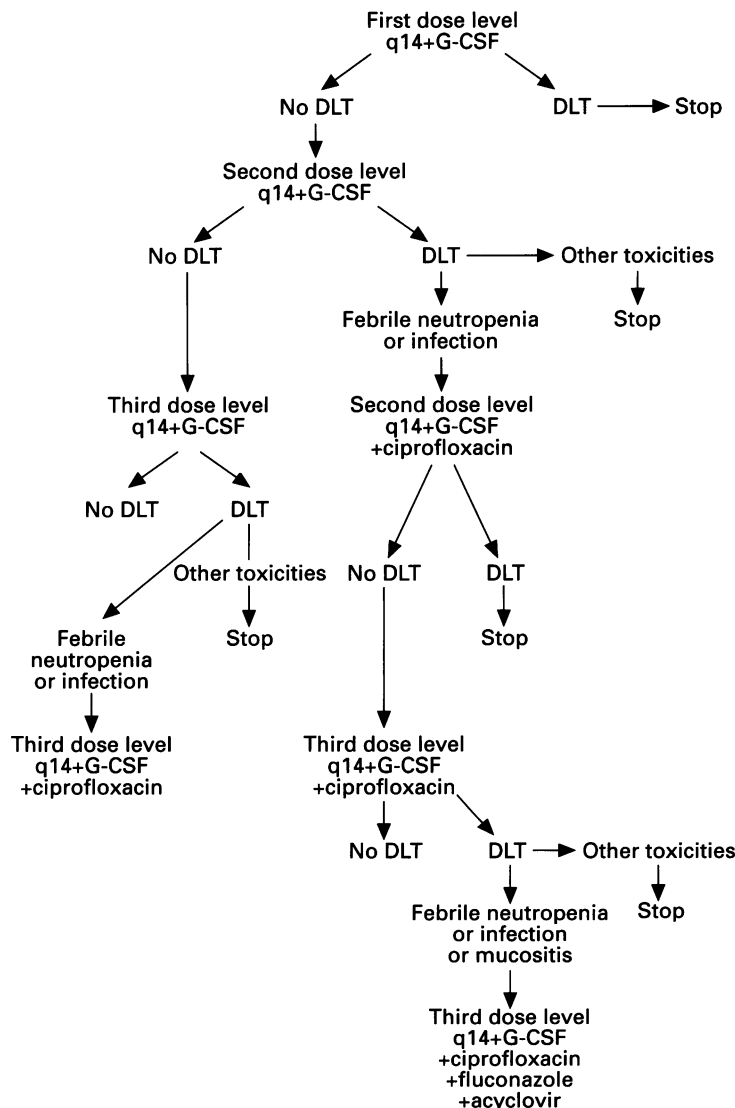 First dose level
q14+G-CSF
No DLT
DLT
Stop
Second dose level
q14+G-CSF
No DLT
DLT
Other toxicities
Febrile neutropenia
or infection
Stop
Third dose level
q14+G-CSF
Second dose level
q14+G-CSF
+ciprofloxacin
No DLT
DLT
Other toxicities
No DLT
DLT
Febrile
neutropenia
or infection
Stop
Stop
Third dose level
q14+G-CSF
+ciprofloxacin
Third dose level
q14+G-CSF
+ciprofloxacin
No DLT
DLT
Other toxicities
Febrile neutropenia
or infection
or mucositis
Stop
Third dose level
q14+G-CSF
+ciprofloxacin
+fluconazole
+acyclovir